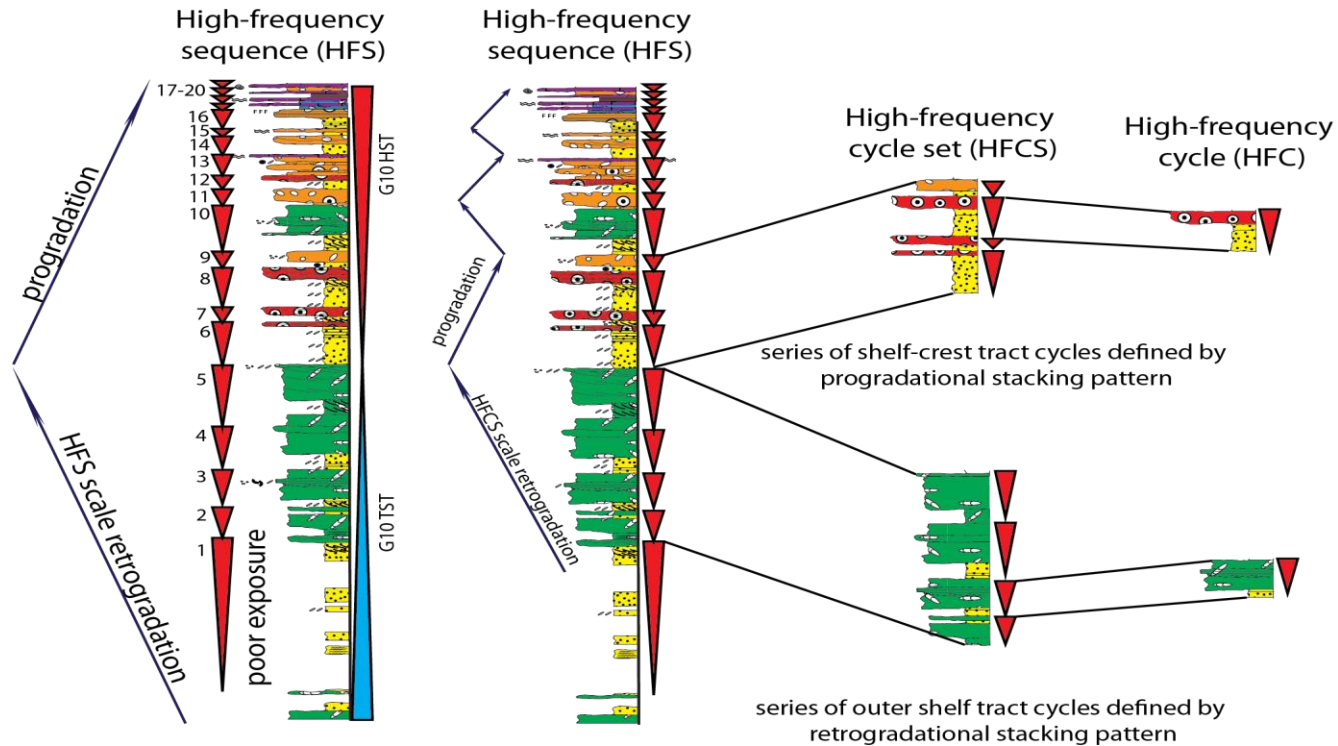 High-frequency
sequence (HFS)
High-frequency
sequence (HFS)
High-frequency
cycle set (HFCS)
High-frequency
cycle (HFC)
17-20
16
15
14
13
12
11
10
9
8
7
6
5
4
3
2
1
progradation
HFS scale retrogradation
poor exposure
FFF
G10 HST
G10 TST
progradation
HFCS scale retrogradation
FFF
series of shelf-crest tract cycles defined by
progradational stacking pattern
series of outer shelf tract cycles defined by
retrogradational stacking pattern